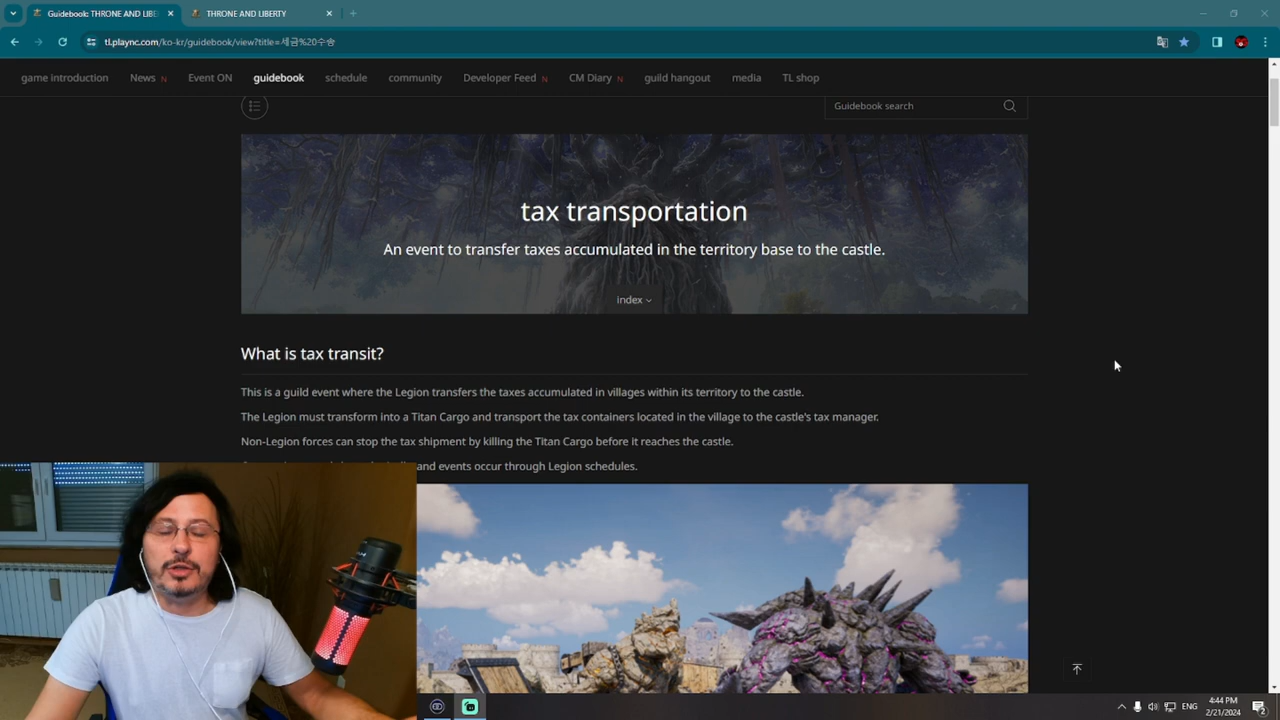 Guidebook: THRONE AND LIBE
THRONE AND LIBERTY
tl.plaync.com/ko-kr/guidebook/view?title=세금%20수송
game introduction
News N
Event ON
guidebook
schedule
community
Developer Feed N
CM Diary N
guild hangout
media
TL shop
Guidebook search
tax transportation
An event to transfer taxes accumulated in the territory base to the castle.
index
What is tax transit?
This is a guild event where the Legion transfers the taxes accumulated in villages within its territory to the castle.
The Legion must transform into a Titan Cargo and transport the tax containers located in the village to the castle's tax manager.
Non-Legion forces can stop the tax shipment by killing the Titan Cargo before it reaches the castle.
and events occur through Legion schedules.
ENG
4:44 PM
2/21/2024
2